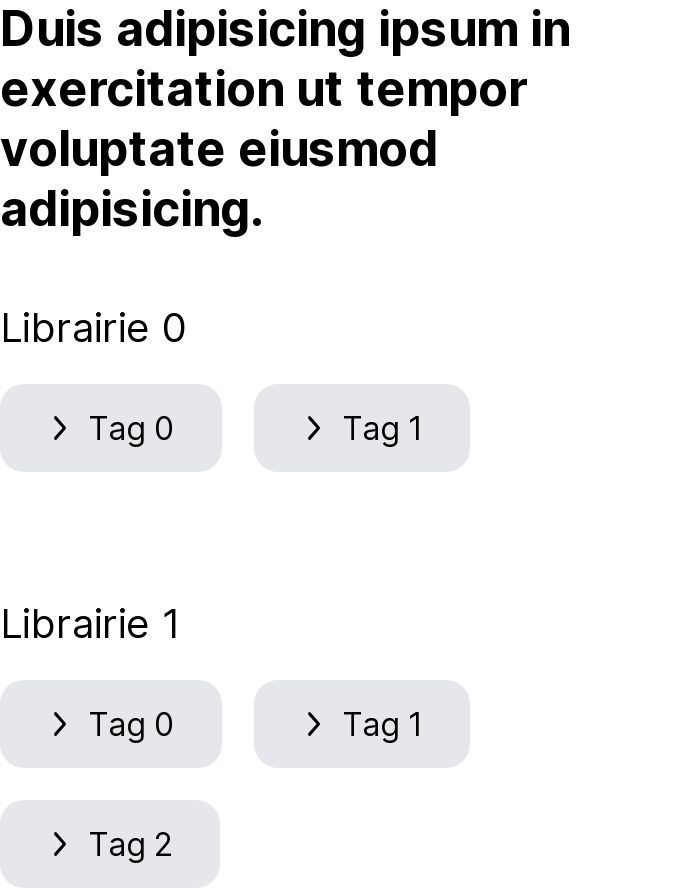 Duis adipisicing ipsum in
exercitation ut tempor
voluptate eiusmod
adipisicing.
Librairie 0
Tag 0
Tag 1
Librairie 1
Tag 0
Tag 1
Tag 2